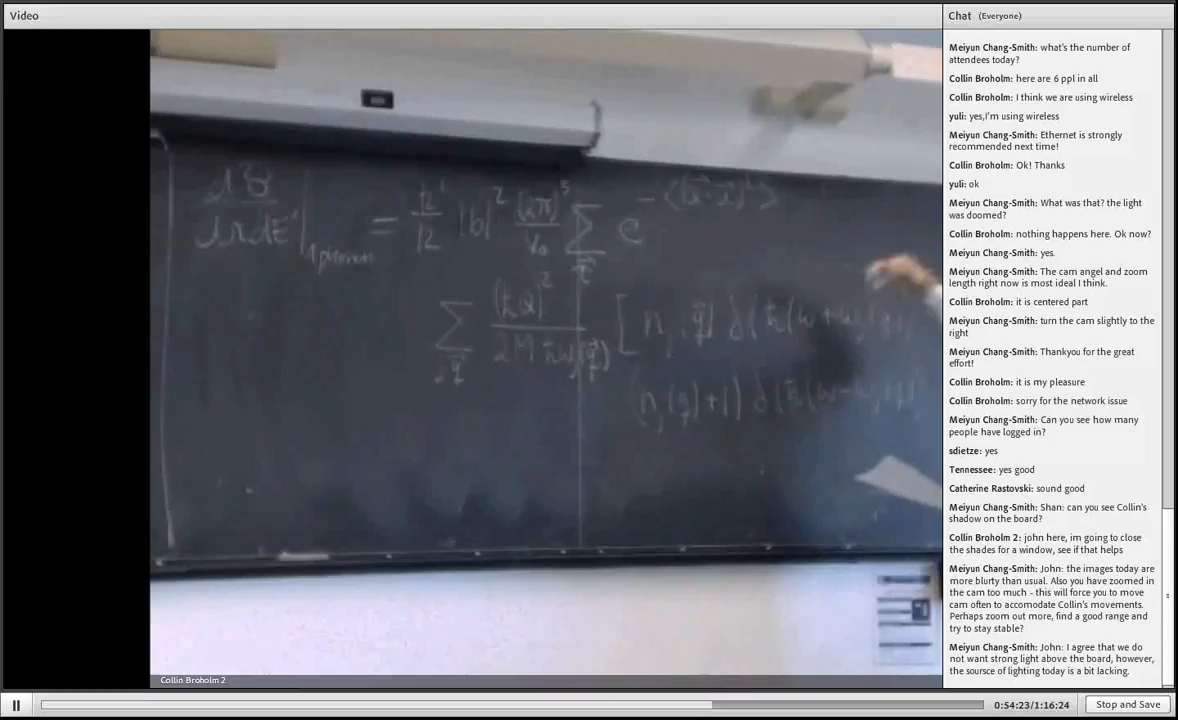 Video
Chat (Everyone)
Meiyun Chang-Smith: what's the number of
attendees today?
Collin Broholm: here are 6 ppl in all
Collin Broholm: I think we are using wireless
yuli: yes,I'm using wireless
Meiyun Chang-Smith: Ethernet is strongly
recommended next time!
Collin Broholm: Ok! Thanks
yuli: ok
Meiyun Chang-Smith: What was that? the light
was doomed?
Collin Broholm: nothing happens here. Ok now?
Meiyun Chang-Smith: yes.
Meiyun Chang-Smith: The cam angel and zoom
length right now is most ideal I think.
Collin Broholm: it is centered part
Meiyun Chang-Smith: turn the cam slightly to the
right
Meiyun Chang-Smith: Thankyou for the great
effort!
Collin Broholm: it is my pleasure
Collin Broholm: sorry for the network issue
Meiyun Chang-Smith: Can you see how many
people have logged in?
sdietze: yes
Tennessee: yes good
Catherine Rastovski: sound good
Meiyun Chang-Smith: Shan: can you see Collin's
shadow on the board?
Collin Broholm 2: john here, im going to close
the shades for a window, see if that helps
Meiyun Chang-Smith: John: the images today are
more blurty than usual. Also you have zoomed in
the cam too much - this will force you to move
cam often to accomodate Collin's movements.
Perhaps zoom out more, find a good range and
try to stay stable?
Meiyun Chang-Smith: John: I agree that we do
not want strong light above the board, however,
the soursce of lighting today is a bit lacking.
Collin Broholm 2
0:54:23/1:16:24
Stop and Save